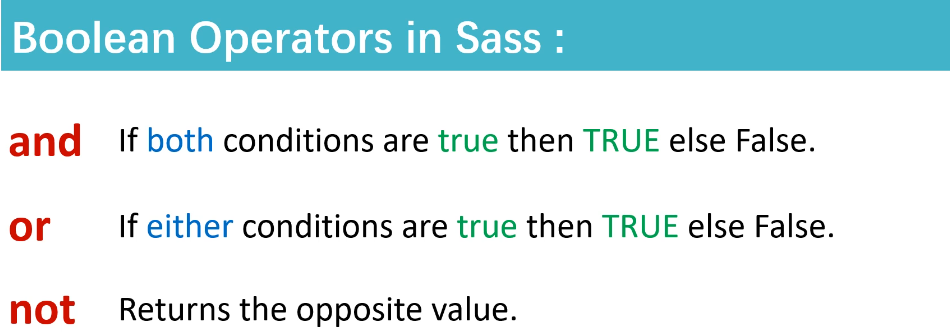 Boolean Operators in Sass :
and If both conditions are true then TRUE else False.
or If either conditions are true then TRUE else False.
not Returns the opposite value.